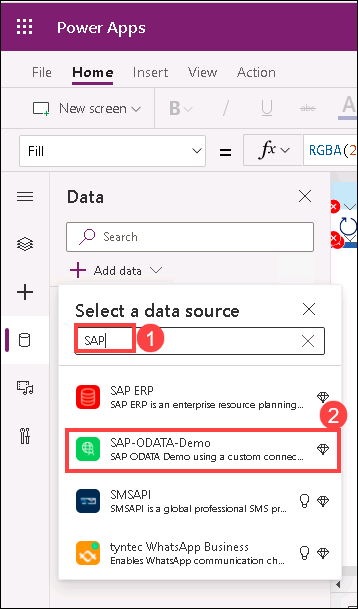 Power Apps
File Home Insert View Action
New screen B
Fill = fx RGBA(2
Data
Search
Add data
Select a data source
SAP 1
SAP ERP
SAP ERP is an enterprise resource planning...
2
SAP-ODATA-Demo
SAP ODATA Demo using a custom connec...
SMSAPI
SMSAPI is a global professional SMS pr...
tyntec WhatsApp Business
Enables WhatsApp communication ch...